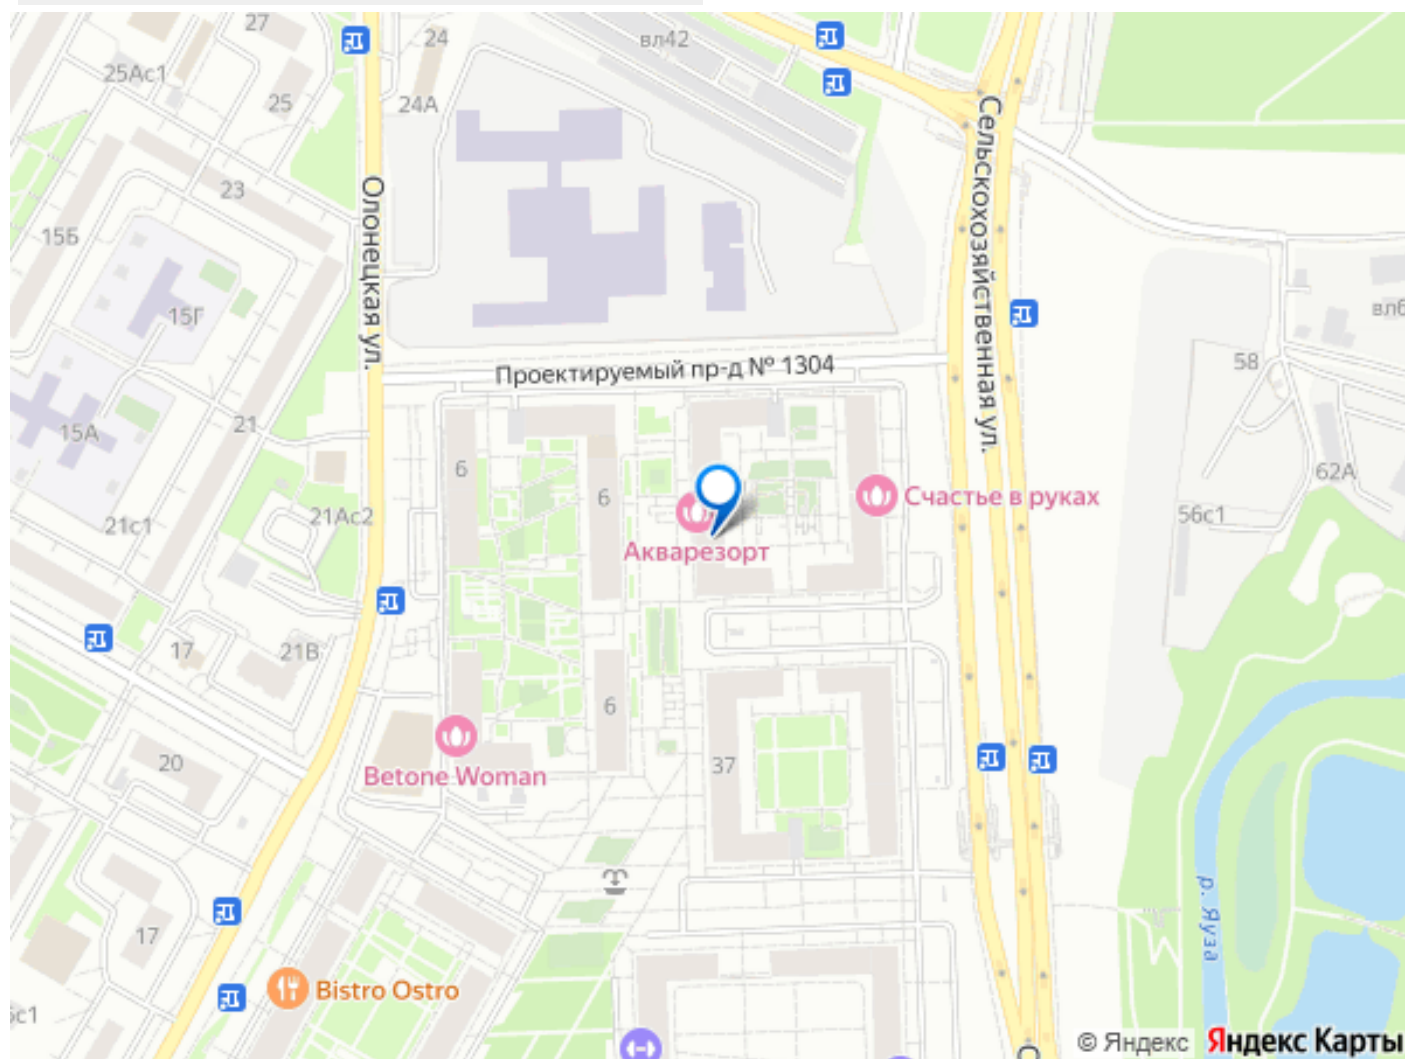 27
24
вл42
25Ас1
25
24А
Сельскохозяйственная ул.
Олонецкая ул.
23
15Б
15Г
вл6
Проектируемый пр-д № 1304
58
15А
21
6
6
62А
Счастье в руках
21с1
21Ас2
56с1
Акварезорт
17
21В
6
20
37
Betone Woman
р. Яуза
17
Bistro Ostro
с1
© Яндекс
Яндекс Карты